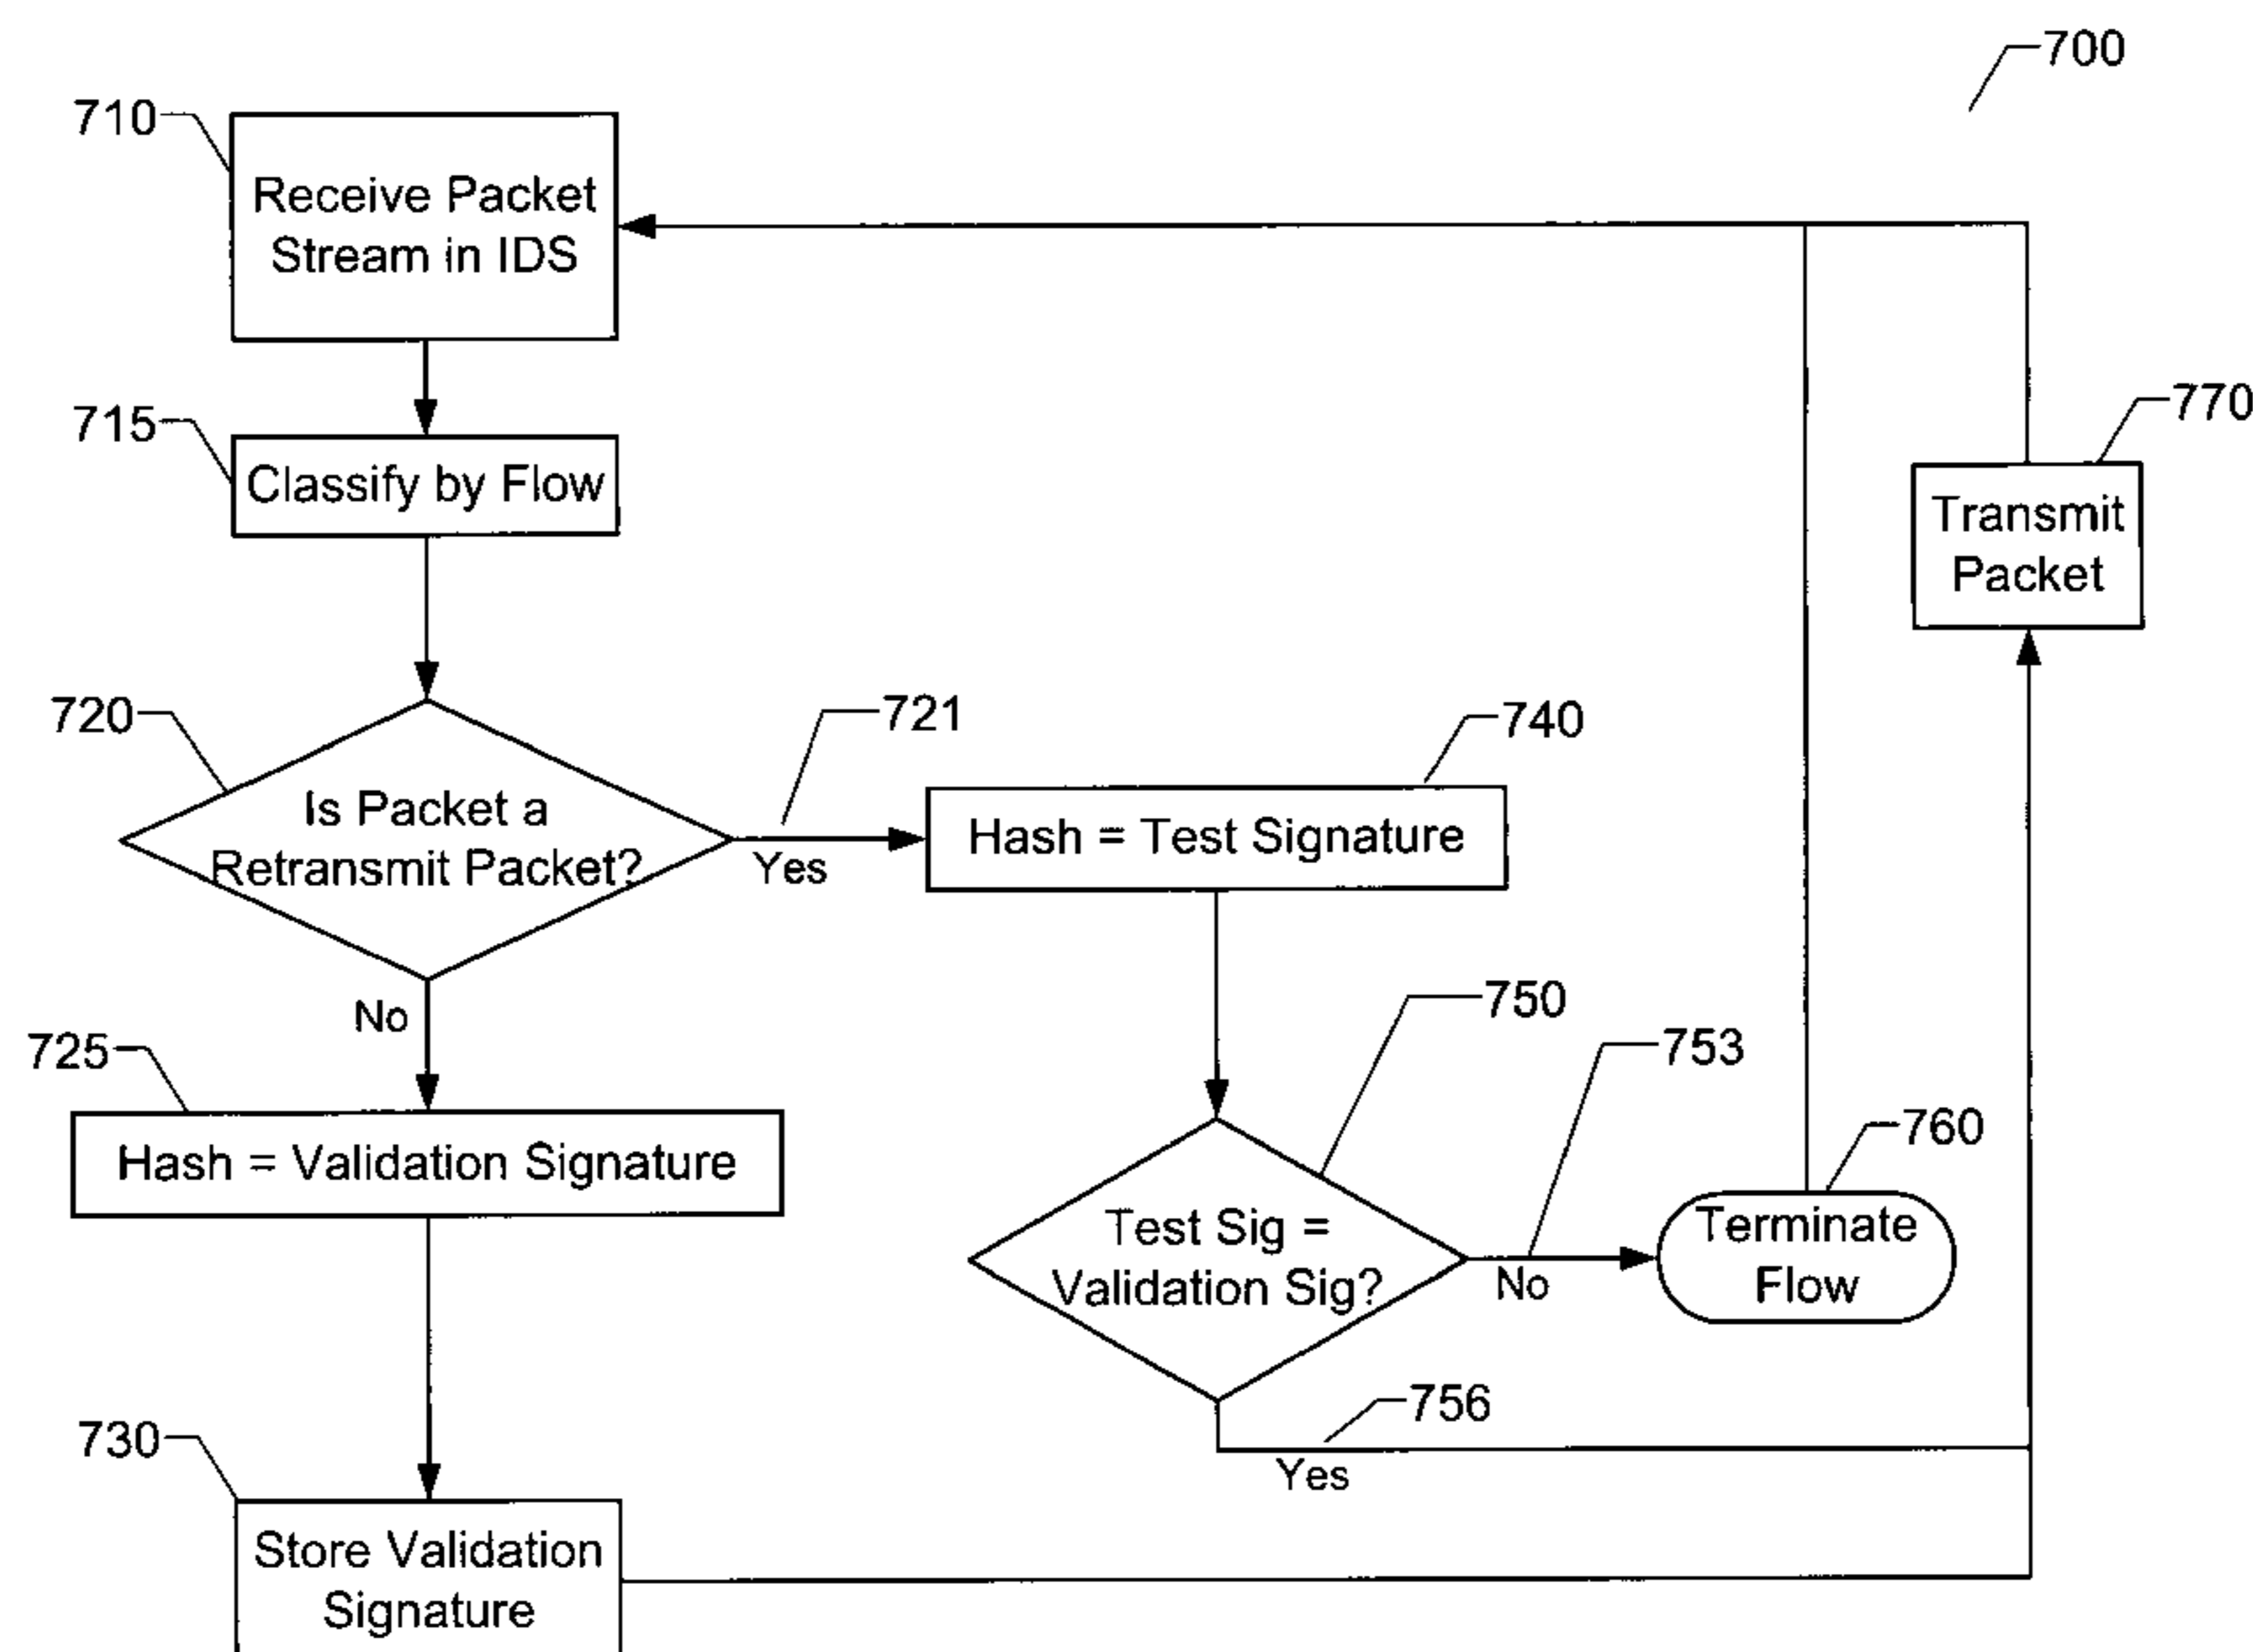 700
710
Receive Packet
Stream in IDS
715
Classify by Flow
770
Transmit
Packet
720
721
740
Is Packet a
Retransmit Packet?
Yes
Hash = Test Signature
No
750
753
725
Hash = Validation Signature
760
Test Sig =
Validation Sig?
No
Terminate
Flow
756
Yes
730
Store Validation
Signature